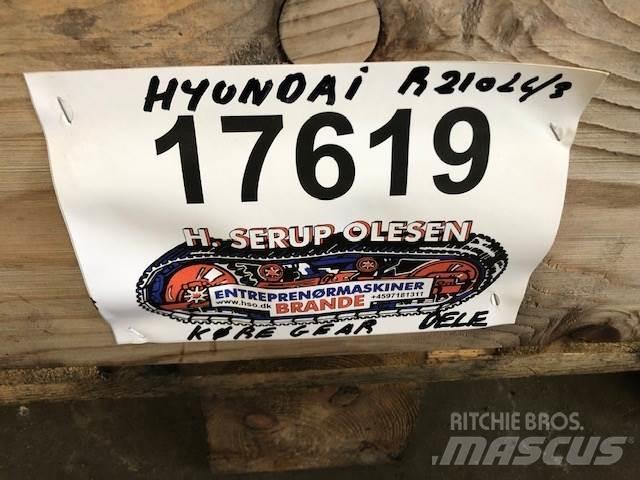 HYUNDAI R210LC/3
17619
H. SERUP OLESEN
ENTREPRENØRMASKINER
www.hso.dk BRANDE +4597181311
KØRE GEAR DELE
RITCHIE BROS.
MASCUS